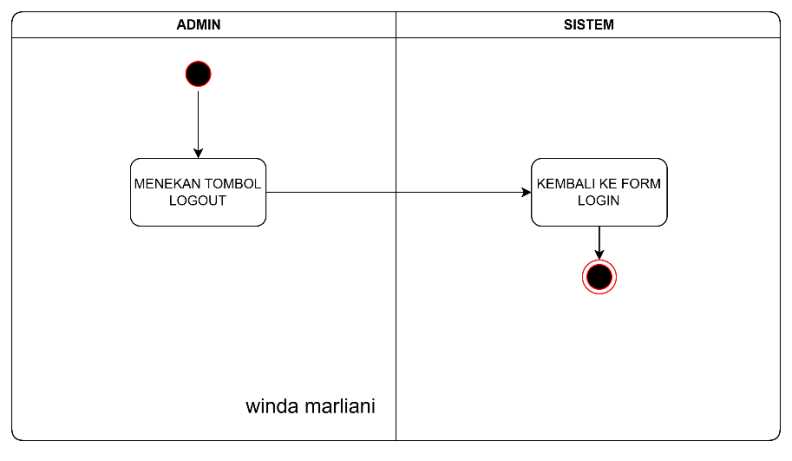 ADMIN
SISTEM
MENEKAN TOMBOL
LOGOUT
KEMBALI KE FORM
LOGIN
winda marliani